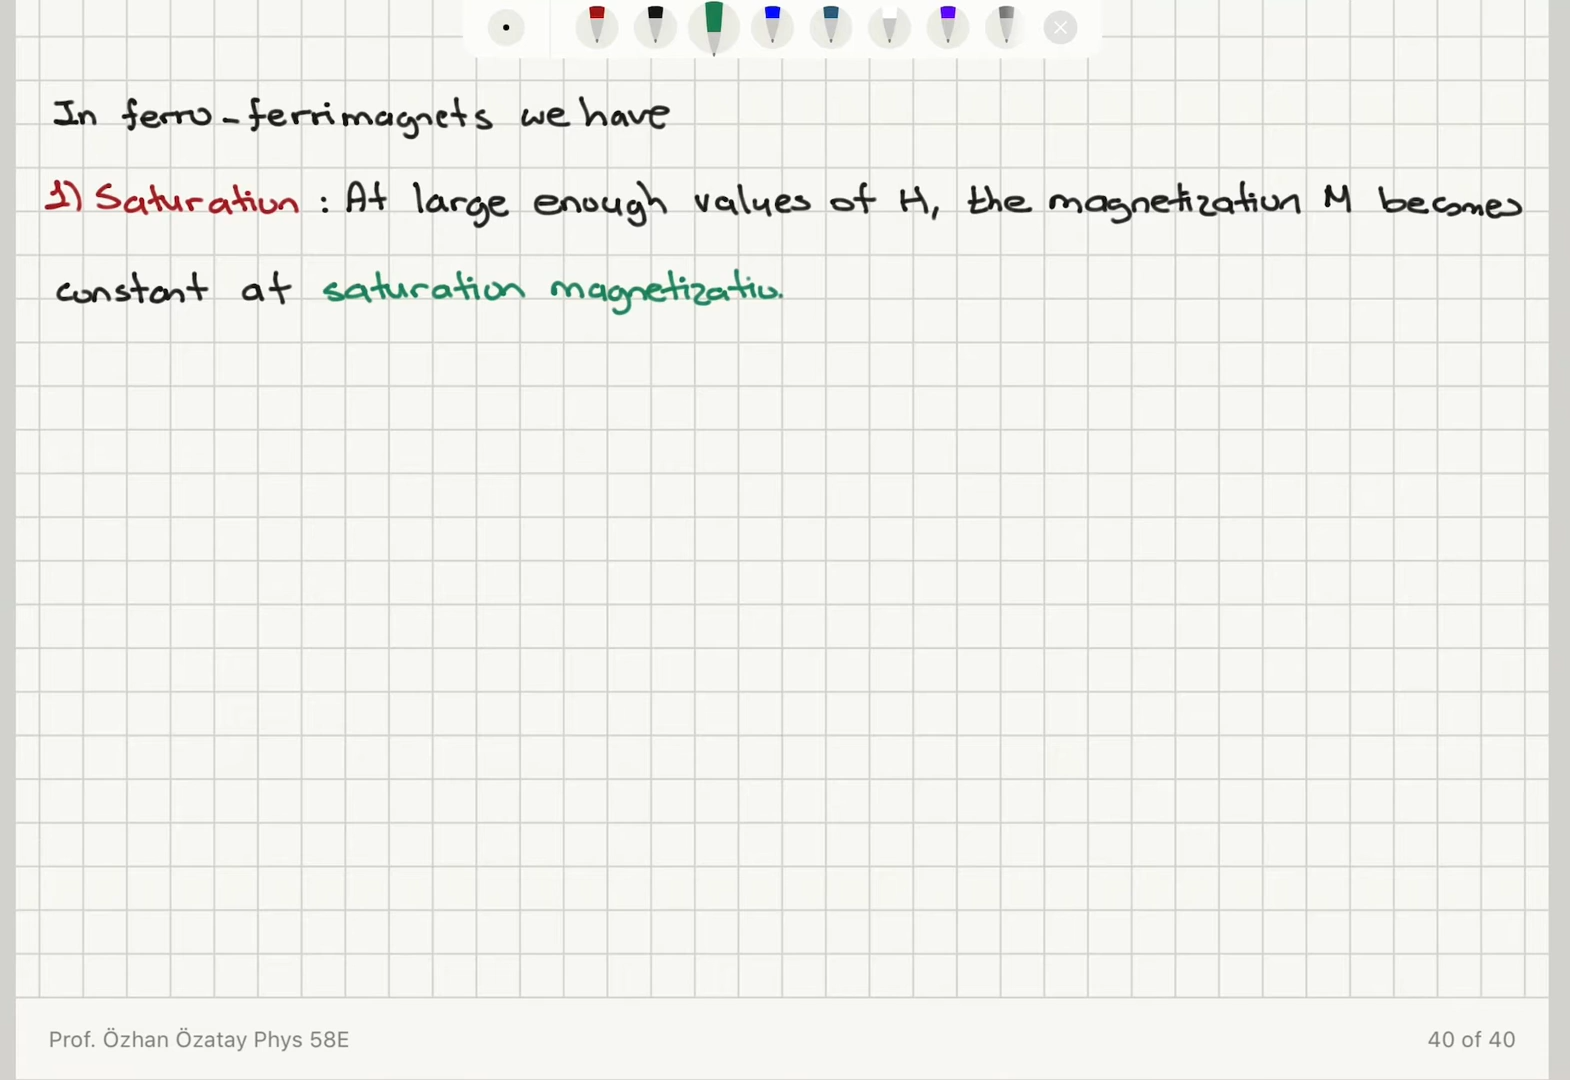 In ferro-ferrimagnets we have
1) Saturation : At large enough values of H, the magnetization M becomes
constant at saturation magnetizatio
Prof. Özhan Özatay Phys 58E
40 of 40